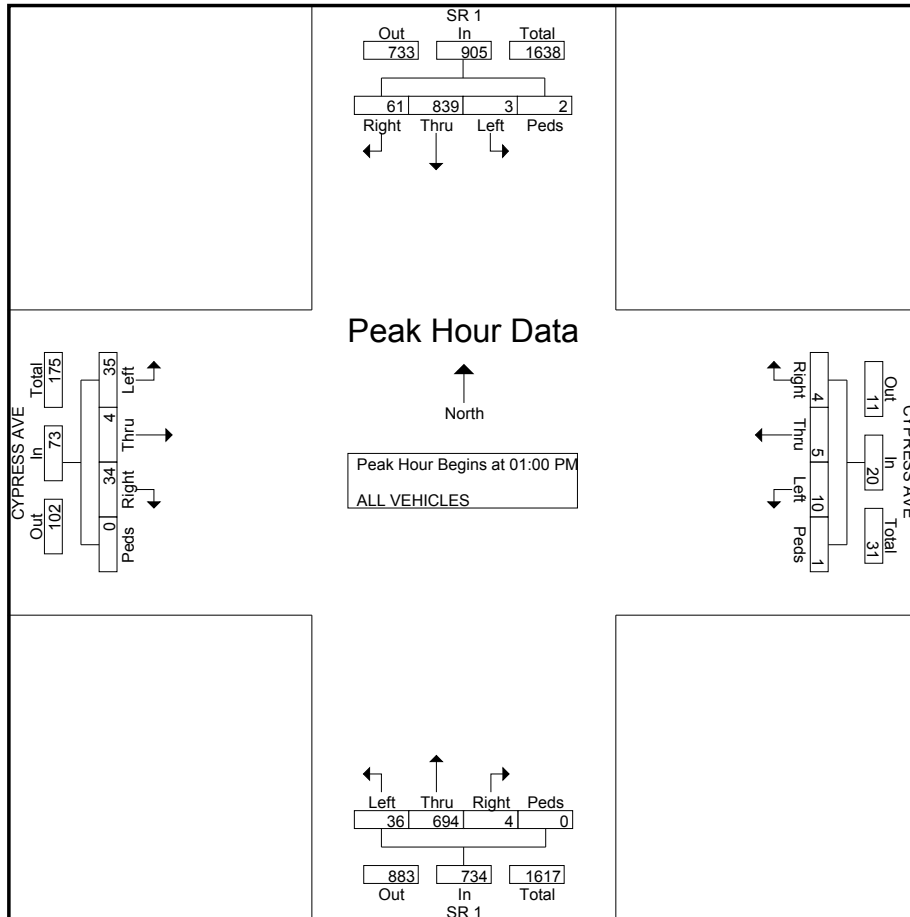 SR 1
Out In Total
733 905 1638
61 839 3 2
Right Thru Left Peds
Peak Hour Data
North
Peak Hour Begins at 01:00 PM
ALL VEHICLES
CYPRESS AVE
Total In Out
175 73 102
35 4 34 0
Left Thru Right Peds
CYPRESS AVE
Out In Total
11 20 31
4 5 10 1
Right Thru Left Peds
Left Thru Right Peds
36 694 4 0
883 734 1617
Out In Total
SR 1